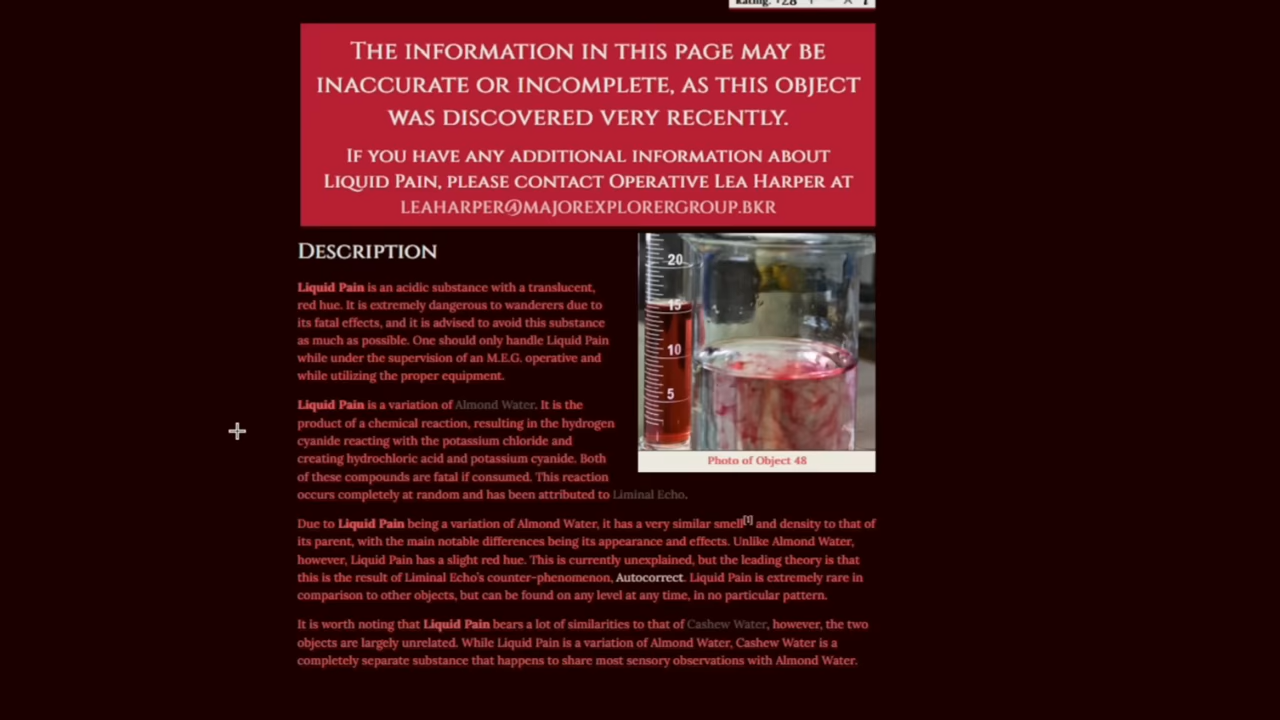 Rating: +28
THE INFORMATION IN THIS PAGE MAY BE
INACCURATE OR INCOMPLETE, AS THIS OBJECT
WAS DISCOVERED VERY RECENTLY.
IF YOU HAVE ANY ADDITIONAL INFORMATION ABOUT
LIQUID PAIN, PLEASE CONTACT OPERATIVE LEA HARPER AT
LEAHARPER@MAJOREXPLORERGROUP.BKR
DESCRIPTION
Liquid Pain is an acidic substance with a translucent,
red hue. It is extremely dangerous to wanderers due to
its fatal effects, and it is advised to avoid this substance
as much as possible. One should only handle Liquid Pain
while under the supervision of an M.E.G. operative and
while utilizing the proper equipment.
20
15
10
5
Photo of Object 48
Liquid Pain is a variation of Almond Water. It is the
product of a chemical reaction, resulting in the hydrogen
cyanide reacting with the potassium chloride and
creating hydrochloric acid and potassium cyanide. Both
of these compounds are fatal if consumed. This reaction
occurs completely at random and has been attributed to Liminal Echo.
Due to Liquid Pain being a variation of Almond Water, it has a very similar smell[1] and density to that of
its parent, with the main notable differences being its appearance and effects. Unlike Almond Water,
however, Liquid Pain has a slight red hue. This is currently unexplained, but the leading theory is that
this is the result of Liminal Echo's counter-phenomenon, Autocorrect. Liquid Pain is extremely rare in
comparison to other objects, but can be found on any level at any time, in no particular pattern.
It is worth noting that Liquid Pain bears a lot of similarities to that of Cashew Water, however, the two
objects are largely unrelated. While Liquid Pain is a variation of Almond Water, Cashew Water is a
completely separate substance that happens to share most sensory observations with Almond Water.